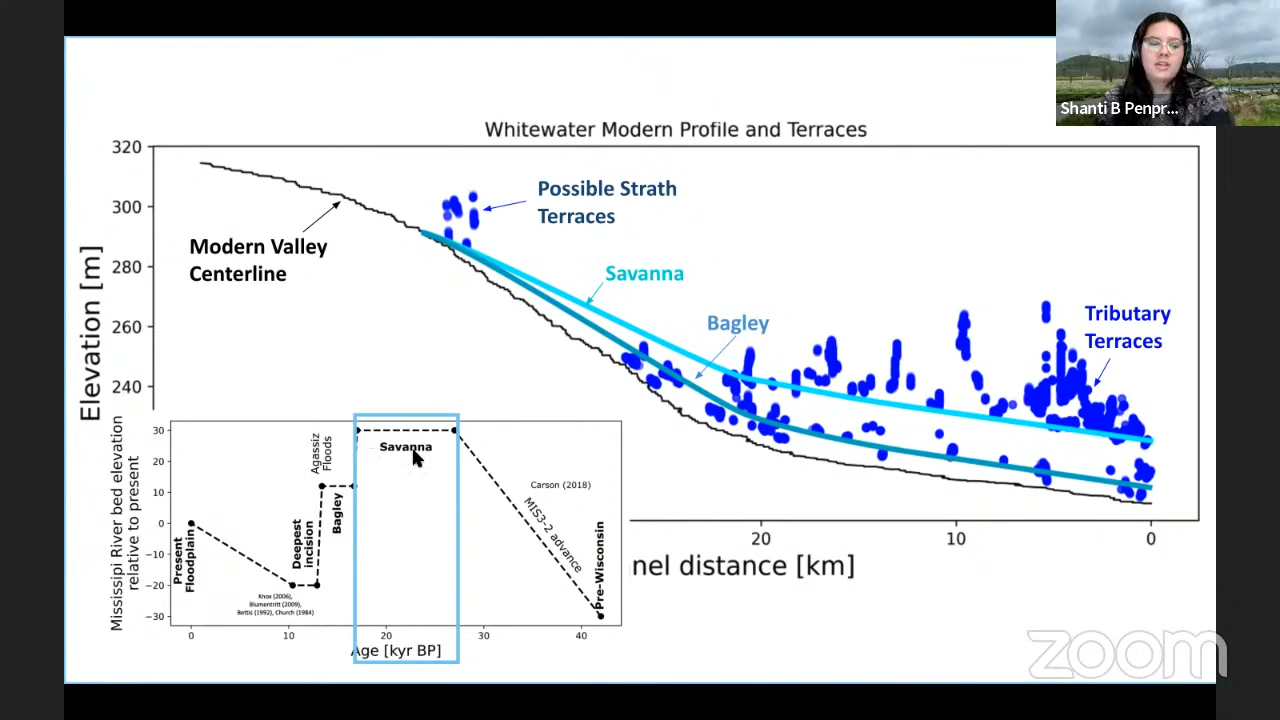 Shanti B Penpr...
Whitewater Modern Profile and Terraces
Elevation [m]
320
300
280
260
240
Possible Strath
Terraces
Modern Valley
Centerline
Savanna
Bagley
Tributary
Terraces
20
10
0
nel distance [km]
Mississipi River bed elevation
relative to present
30
20
10
0
−10
−20
−30
Present
Floodplain
Deepest
incision
Agassiz
Floods
Bagley
Savanna
Carson (2018)
MIS3-2 advance
Pre-Wisconsin
Knox (2006),
Blumentritt (2009),
Bettis (1992), Church (1984)
0
10
20
30
40
Age [kyr BP]
zoom